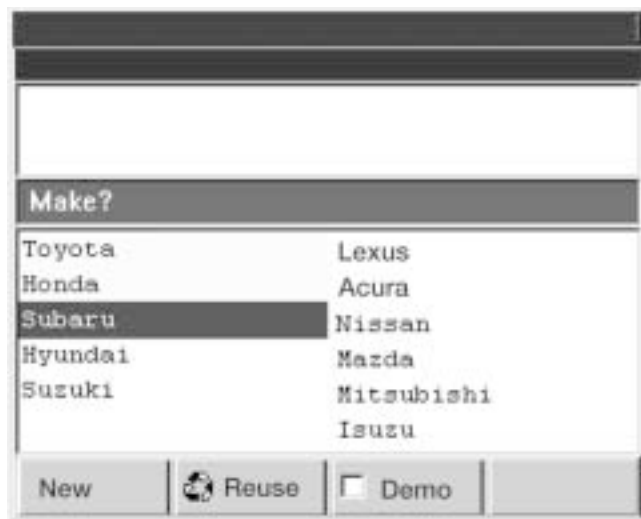 Make?
Toyota
Honda
Subaru
Hyundai
Suzuki
Lexus
Acura
Nissan
Mazda
Mitsubishi
Isuzu
New
Reuse
Demo